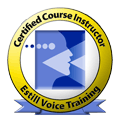 Certified Course Instructor
Estill Voice Training